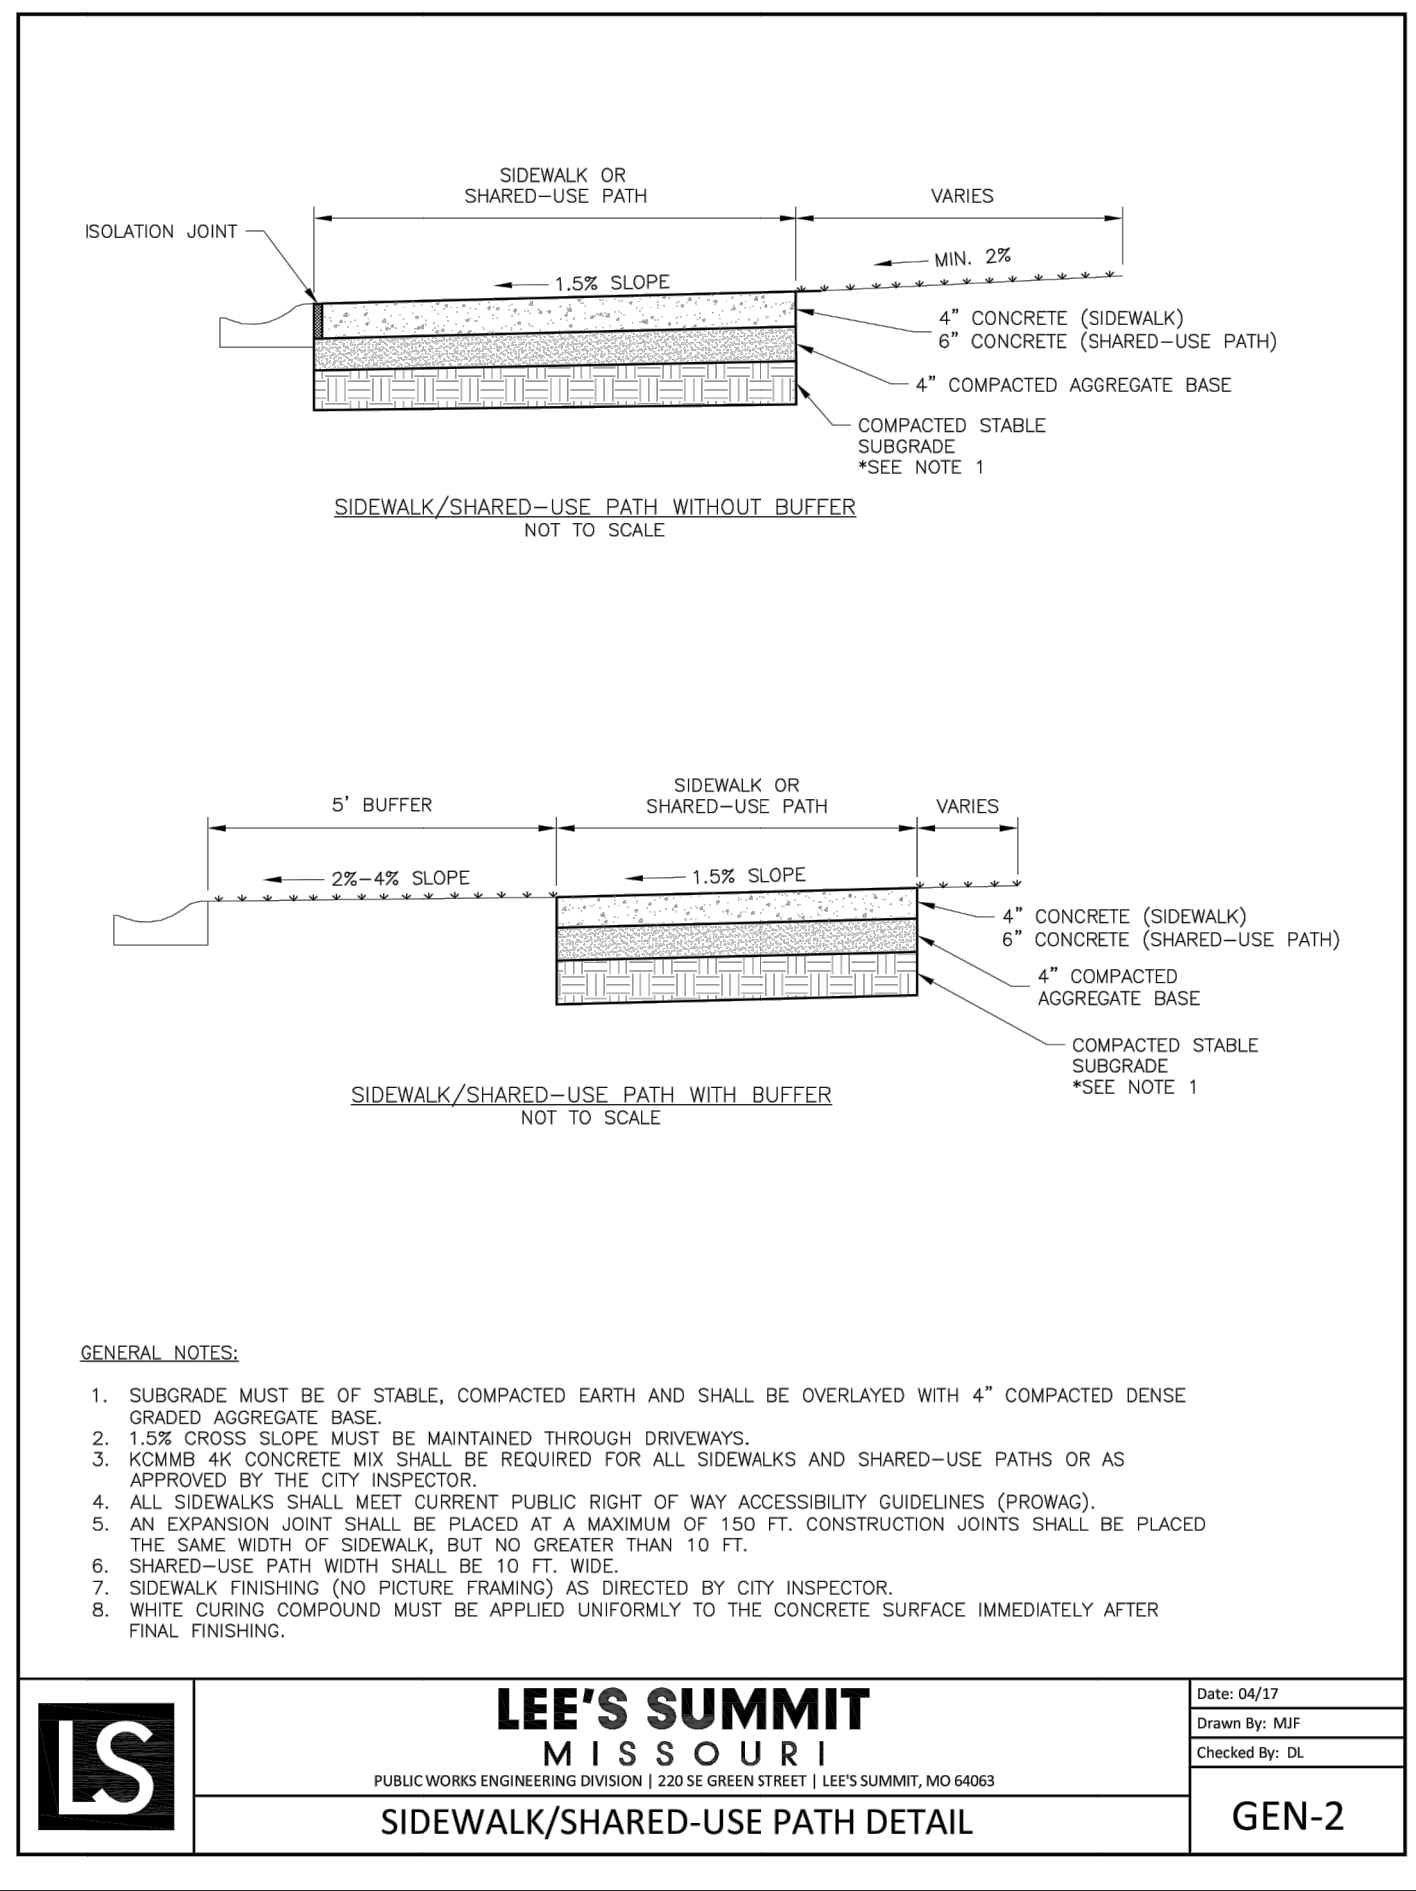 SIDEWALK OR
SHARED-USE PATH
VARIES
ISOLATION JOINT
MIN. 2%
1.5% SLOPE
4" CONCRETE (SIDEWALK)
6" CONCRETE (SHARED-USE PATH)
4" COMPACTED AGGREGATE BASE
COMPACTED STABLE
SUBGRADE
*SEE NOTE 1
SIDEWALK/SHARED-USE PATH WITHOUT BUFFER
NOT TO SCALE
SIDEWALK OR
SHARED-USE PATH
5' BUFFER
VARIES
2%-4% SLOPE
1.5% SLOPE
4" CONCRETE (SIDEWALK)
6" CONCRETE (SHARED-USE PATH)
4" COMPACTED
AGGREGATE BASE
COMPACTED STABLE
SUBGRADE
*SEE NOTE 1
SIDEWALK/SHARED-USE PATH WITH BUFFER
NOT TO SCALE
GENERAL NOTES:
1. SUBGRADE MUST BE OF STABLE, COMPACTED EARTH AND SHALL BE OVERLAYED WITH 4" COMPACTED DENSE
GRADED AGGREGATE BASE.
2. 1.5% CROSS SLOPE MUST BE MAINTAINED THROUGH DRIVEWAYS.
3. KCMMB 4K CONCRETE MIX SHALL BE REQUIRED FOR ALL SIDEWALKS AND SHARED-USE PATHS OR AS
APPROVED BY THE CITY INSPECTOR.
4. ALL SIDEWALKS SHALL MEET CURRENT PUBLIC RIGHT OF WAY ACCESSIBILITY GUIDELINES (PROWAG).
5. AN EXPANSION JOINT SHALL BE PLACED AT A MAXIMUM OF 150 FT. CONSTRUCTION JOINTS SHALL BE PLACED
THE SAME WIDTH OF SIDEWALK, BUT NO GREATER THAN 10 FT.
6. SHARED-USE PATH WIDTH SHALL BE 10 FT. WIDE.
7. SIDEWALK FINISHING (NO PICTURE FRAMING) AS DIRECTED BY CITY INSPECTOR.
8. WHITE CURING COMPOUND MUST BE APPLIED UNIFORMLY TO THE CONCRETE SURFACE IMMEDIATELY AFTER
FINAL FINISHING.
LS
LEE'S SUMMIT
MISSOURI
PUBLIC WORKS ENGINEERING DIVISION | 220 SE GREEN STREET | LEE'S SUMMIT, MO 64063
SIDEWALK/SHARED-USE PATH DETAIL
Date: 04/17
Drawn By: MJF
Checked By: DL
GEN-2